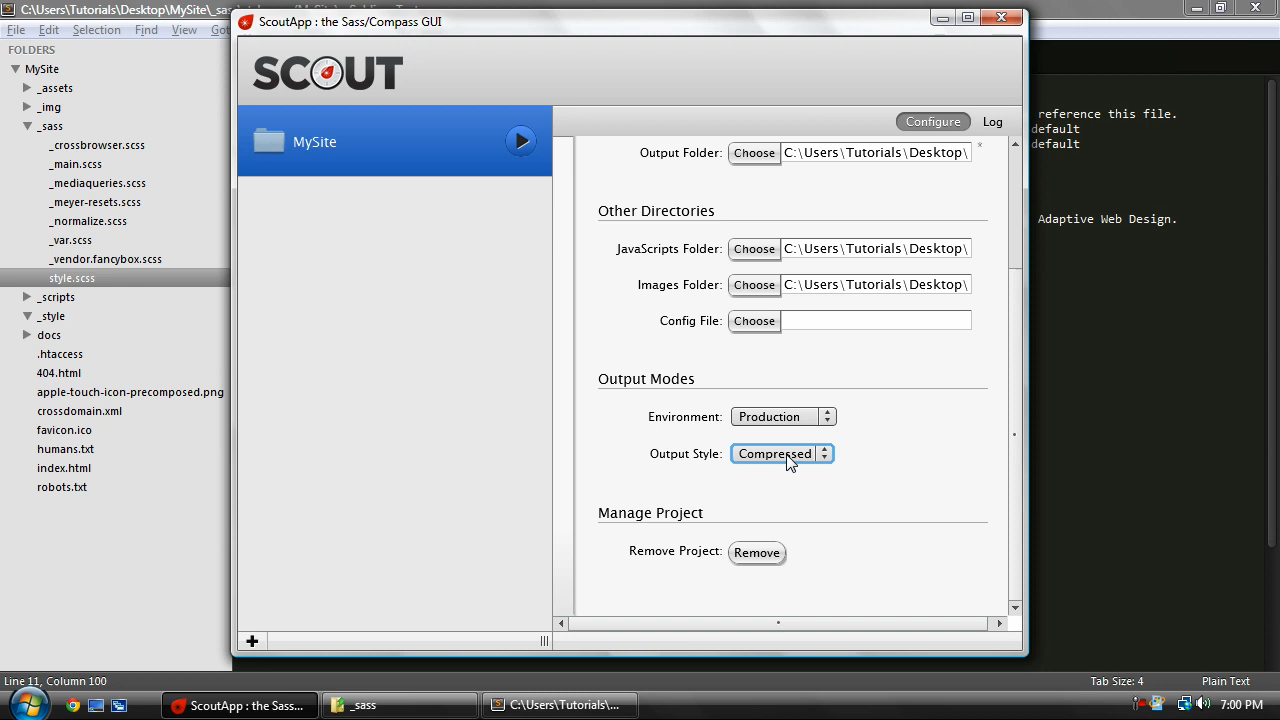 C:\Users\Tutorials\Desktop\MySite\_sas
ScoutApp : the Sass/Compass GUI
File Edit Selection Find View Got
FOLDERS
MySite
_assets
_img
_sass
_crossbrowser.scss
_main.scss
_mediaqueries.scss
_meyer-resets.scss
_normalize.scss
_var.scss
_vendor.fancybox.scss
style.scss
_scripts
_style
docs
.htaccess
404.html
apple-touch-icon-precomposed.png
crossdomain.xml
favicon.ico
humans.txt
index.html
robots.txt
SCOUT
MySite
Configure Log
Output Folder: Choose C:\Users\Tutorials\Desktop\ *
Other Directories
JavaScripts Folder: Choose C:\Users\Tutorials\Desktop\
Images Folder: Choose C:\Users\Tutorials\Desktop\
Config File: Choose
Output Modes
Environment: Production
Output Style: Compressed
Manage Project
Remove Project: Remove
reference this file.
default
default
Adaptive Web Design.
Line 11, Column 100
Tab Size: 4 Plain Text
ScoutApp : the Sass...
_sass
C:\Users\Tutorials\...
7:00 PM